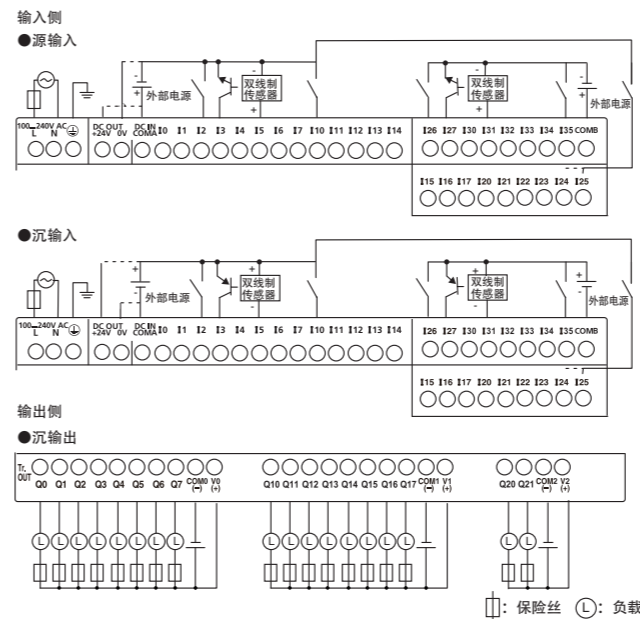 输入侧
●源输入
外部电源
双线制
传感器
双线制
传感器
外部电源
100–240V AC
L N
DC OUT
+24V 0V
DC IN
COMA I0 I1 I2 I3 I4 I5 I6 I7 I10 I11 I12 I13 I14
I26 I27 I30 I31 I32 I33 I34 I35 COMB
I15 I16 I17 I20 I21 I22 I23 I24 I25
●沉输入
外部电源
双线制
传感器
双线制
传感器
外部电源
100–240V AC
L N
DC OUT
+24V 0V
DC IN
COMA I0 I1 I2 I3 I4 I5 I6 I7 I10 I11 I12 I13 I14
I26 I27 I30 I31 I32 I33 I34 I35 COMB
I15 I16 I17 I20 I21 I22 I23 I24 I25
输出侧
●沉输出
Tr.
OUT
Q0 Q1 Q2 Q3 Q4 Q5 Q6 Q7 COM0 (–) V0 (+)
Q10 Q11 Q12 Q13 Q14 Q15 Q16 Q17 COM1 (–) V1 (+)
Q20 Q21 COM2 (–) V2 (+)
L L L L L L L L
L L L L L L L L
L L
：保险丝 L：负载